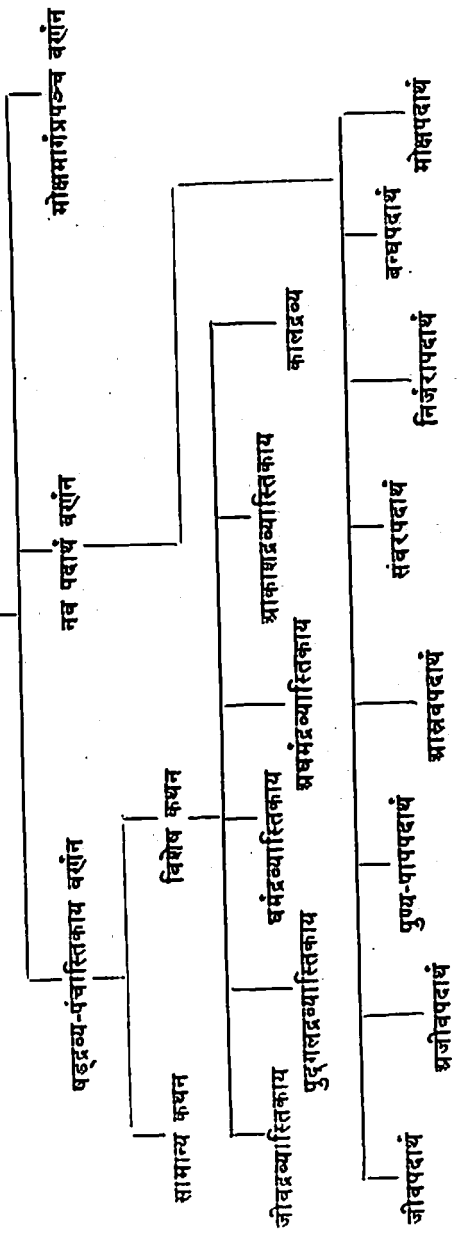 षड्द्रव्य-पंचास्तिकाय वर्णन
नव पदार्थ वर्णन
मोक्षमार्गप्रपञ्च वर्णन
सामान्य कथन
विशेष कथन
जीवद्रव्यास्तिकाय
पुद्गलद्रव्यास्तिकाय
धर्मद्रव्यास्तिकाय
अधर्मद्रव्यास्तिकाय
आकाशद्रव्यास्तिकाय
कालद्रव्य
जीवपदार्थ
अजीवपदार्थ
पुण्य-पापपदार्थ
आस्रवपदार्थ
संवरपदार्थ
निर्जरापदार्थ
बन्धपदार्थ
मोक्षपदार्थ